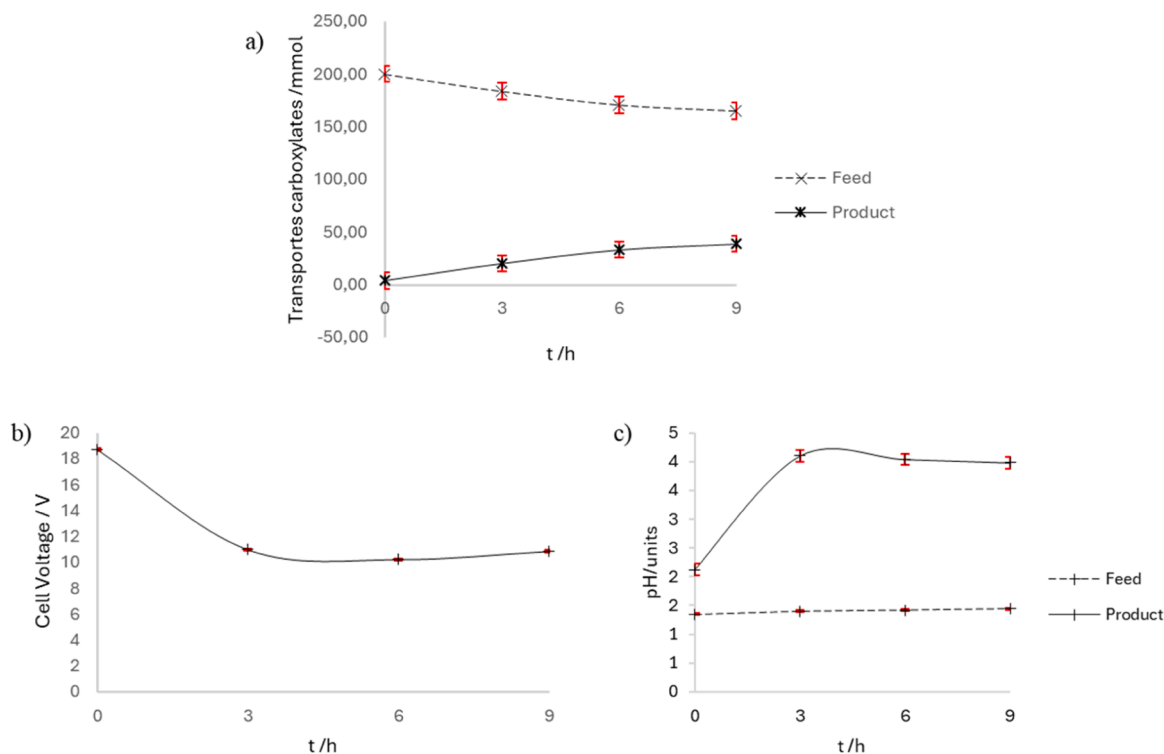 a)
Transportes carboxylates /mmol
250,00
200,00
150,00
100,00
50,00
0,00
-50,00
0 3 6 9
t /h
Feed
Product
b)
Cell Voltage / V
20
18
16
14
12
10
8
6
4
2
0
0 3 6 9
t /h
c)
pH/units
5
4
4
3
3
2
2
1
1
0
0 3 6 9
t /h
Feed
Product